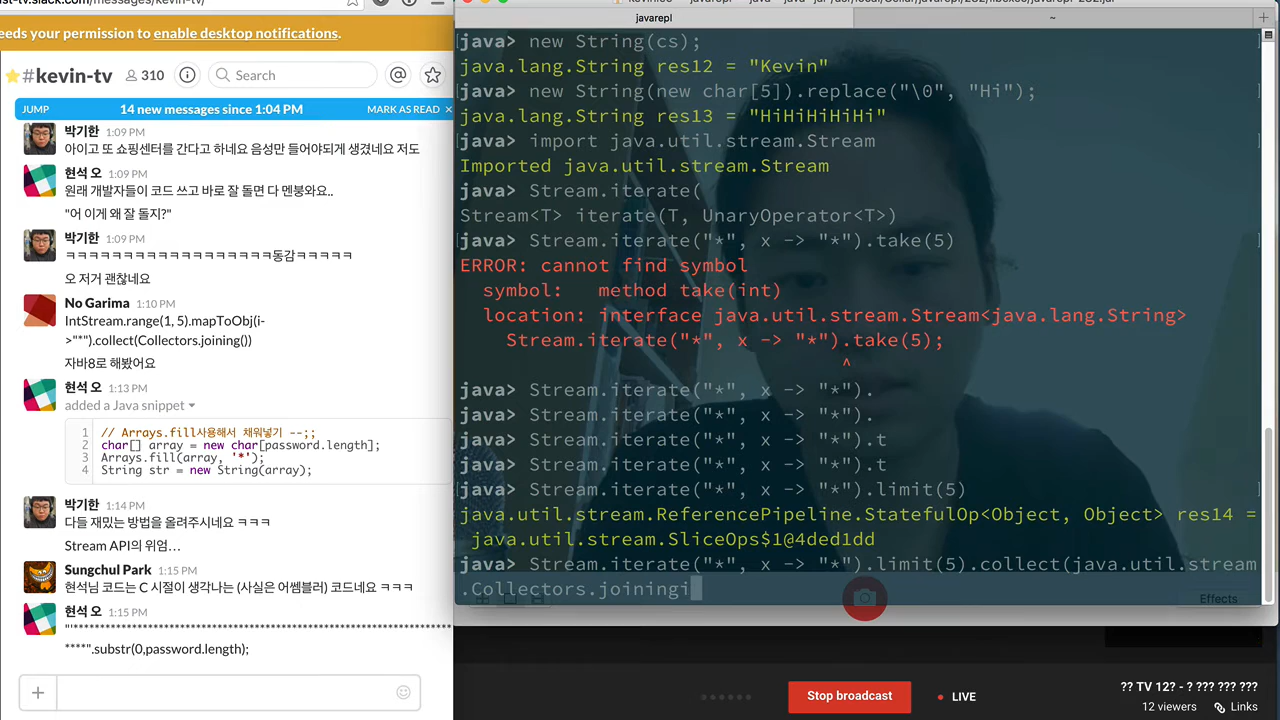 eeds your permission to enable desktop notifications.
#kevin-tv
310
Search
JUMP
14 new messages since 1:04 PM
MARK AS READ ×
박기한 1:09 PM
아이고 또 쇼핑센터를 간다고 하네요 음성만 들어야되게 생겼네요 저도
현석 오 1:09 PM
원래 개발자들이 코드 쓰고 바로 잘 돌면 다 멘붕와요..
"어 이게 왜 잘 돌지?"
박기한 1:09 PM
ㅋㅋㅋㅋㅋㅋㅋㅋㅋㅋㅋㅋㅋㅋㅋㅋㅋㅋ동감ㅋㅋㅋㅋㅋ
오 저거 괜찮네요
No Garima 1:10 PM
IntStream.range(1, 5).mapToObj(i-
>"*").collect(Collectors.joining())
자바8로 해봤어요
현석 오 1:13 PM
added a Java snippet
1 // Arrays.fill사용해서 채워넣기 --;;
2 char[] array = new char[password.length];
3 Arrays.fill(array, '*');
4 String str = new String(array);
박기한 1:14 PM
다들 재밌는 방법을 올려주시네요 ㅋㅋㅋ
Stream API의 위엄…
Sungchul Park 1:15 PM
현석님 코드는 C 시절이 생각나는 (사실은 어쎔블러) 코드네요 ㅋㅋㅋ
현석 오 1:15 PM
****".substr(0,password.length);
javarepl
~
java> new String(cs);
java.lang.String res12 = "Kevin"
java> new String(new char[5]).replace("\0", "Hi");
java.lang.String res13 = "HiHiHiHiHi"
java> import java.util.stream.Stream
Imported java.util.stream.Stream
java> Stream.iterate(
Stream<T> iterate(T, UnaryOperator<T>)
java> Stream.iterate("*", x -> "*").take(5)
ERROR: cannot find symbol
symbol: method take(int)
location: interface java.util.stream.Stream<java.lang.String>
Stream.iterate("*", x -> "*").take(5);
^
java> Stream.iterate("*", x -> "*").
java> Stream.iterate("*", x -> "*").
java> Stream.iterate("*", x -> "*").t
java> Stream.iterate("*", x -> "*").t
java> Stream.iterate("*", x -> "*").limit(5)
java.util.stream.ReferencePipeline.StatefulOp<Object, Object> res14 =
java.util.stream.SliceOps$1@4ded1dd
java> Stream.iterate("*", x -> "*").limit(5).collect(java.util.stream
.Collectors.joiningi
Effects
Stop broadcast
LIVE
?? TV 12? - ? ??? ??? ???
12 viewers
Links